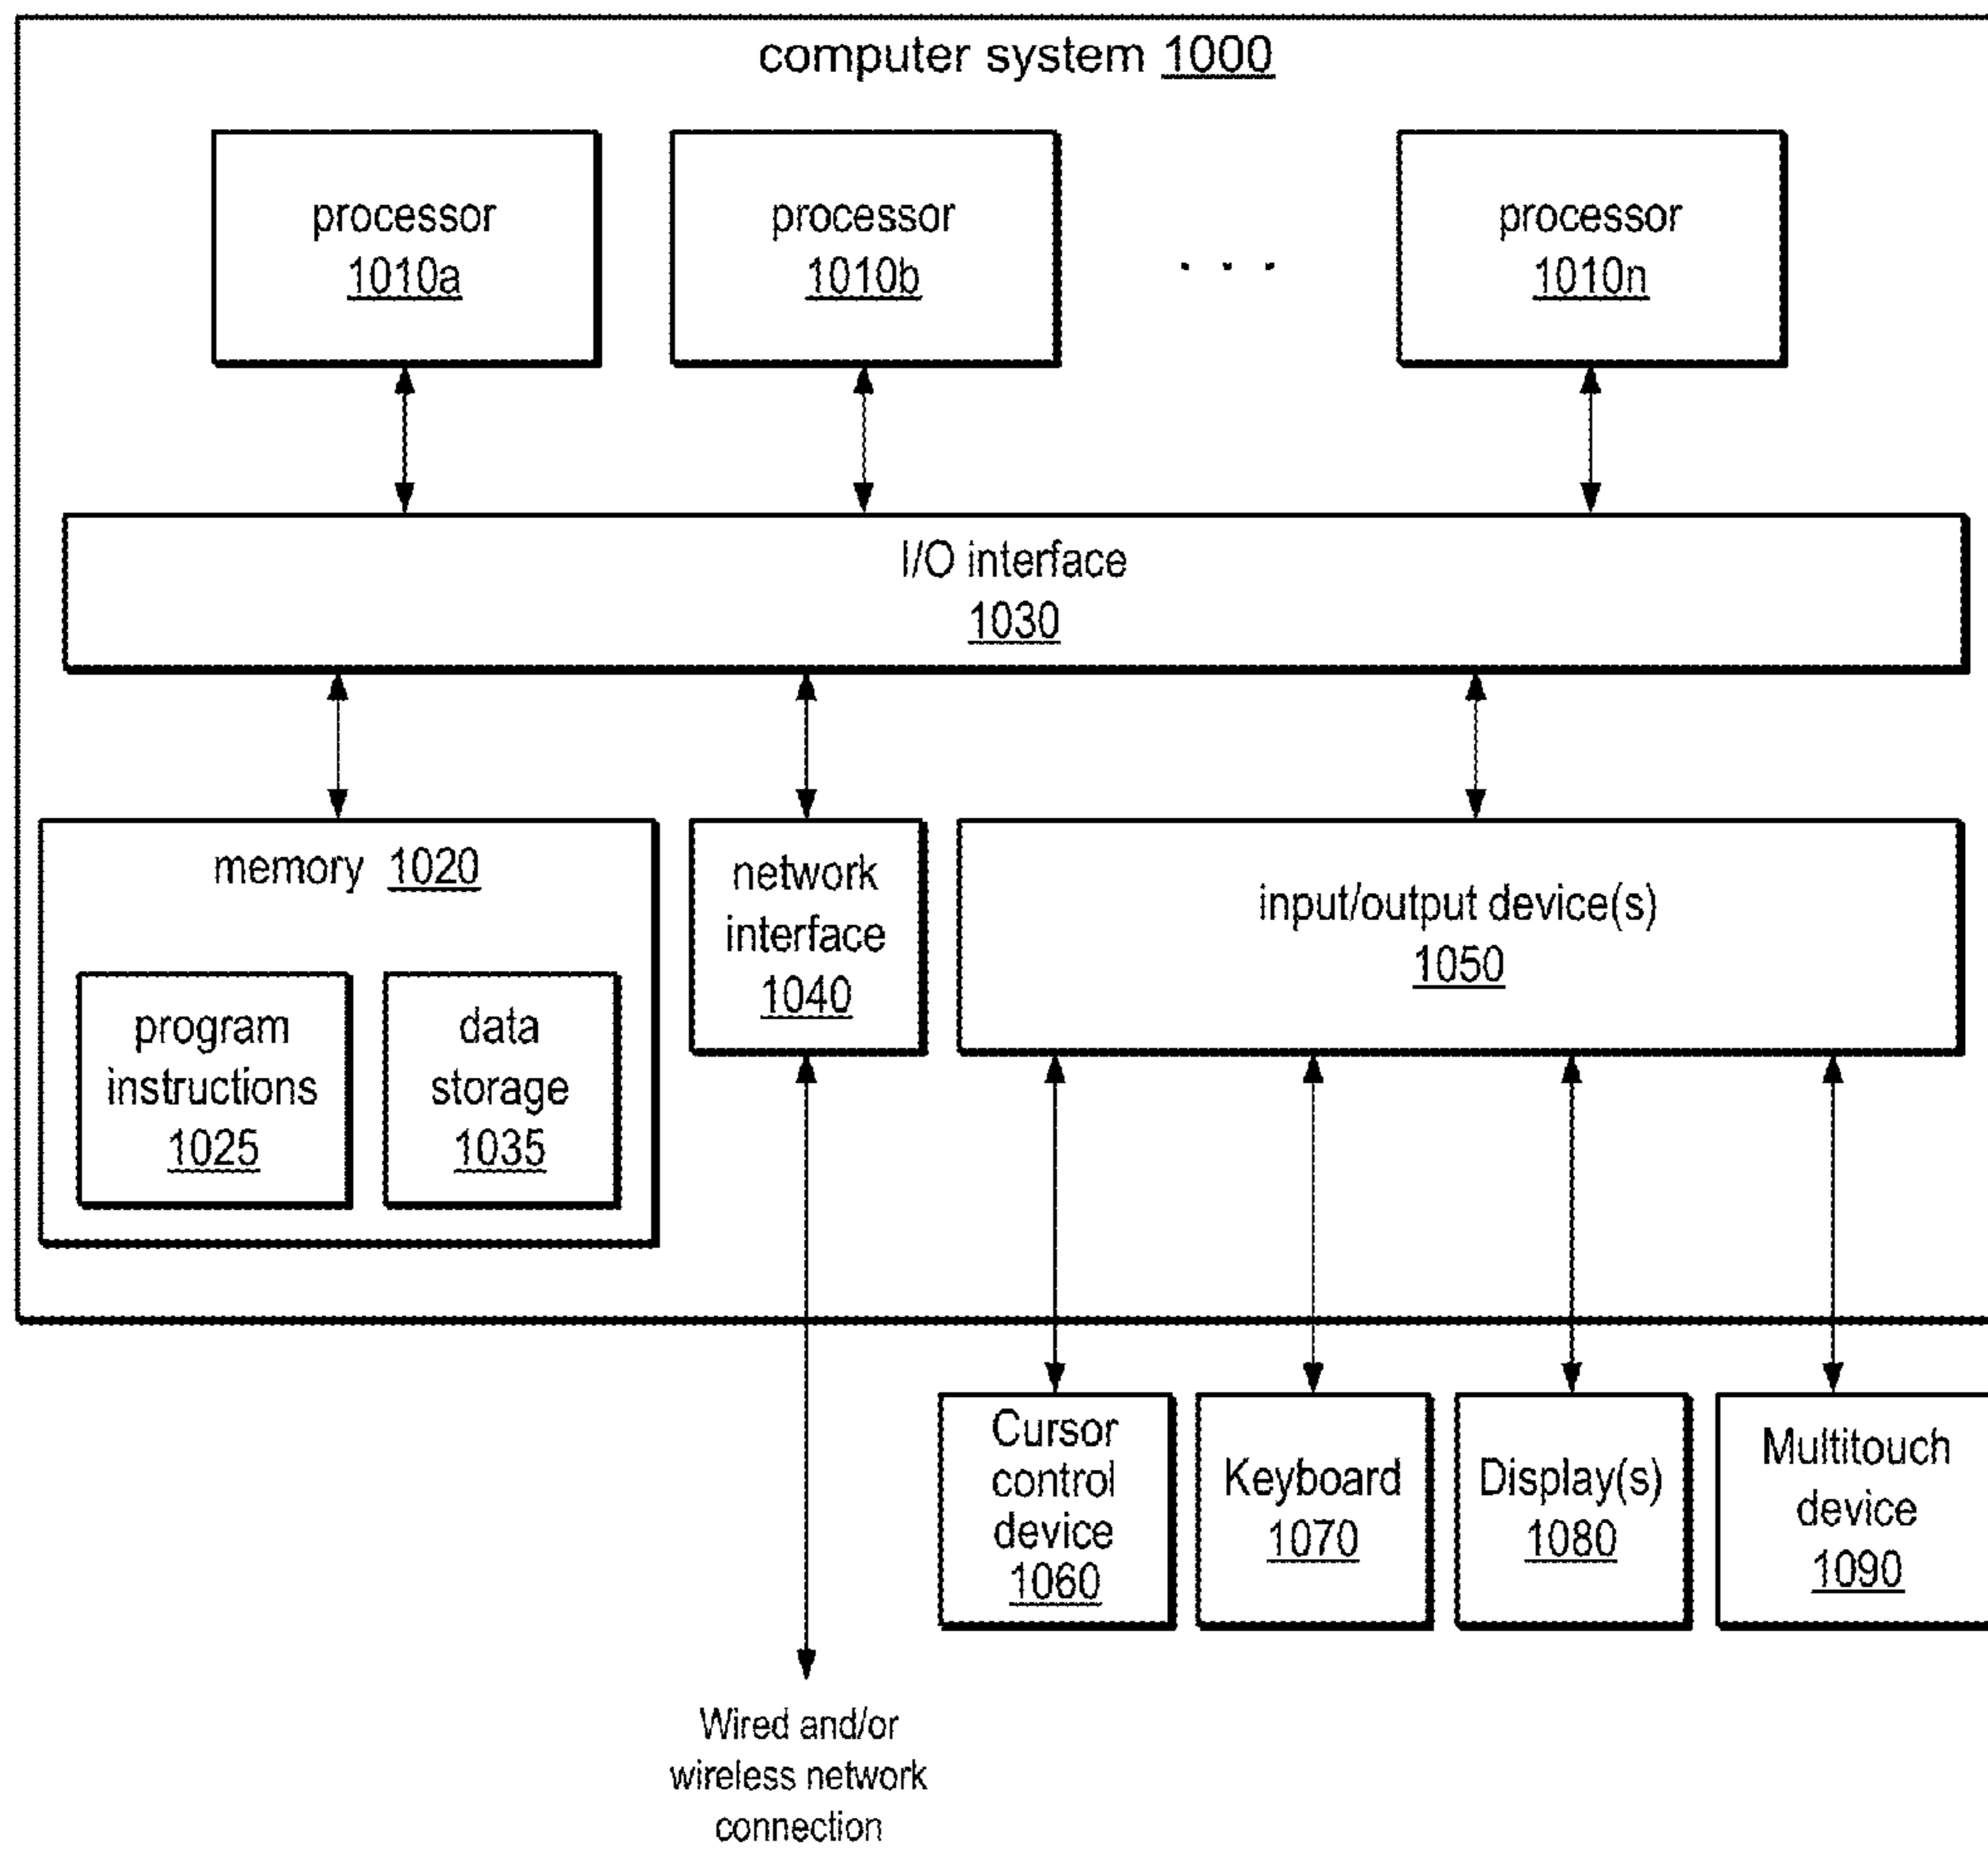 computer system 1000
processor
1010a
processor
1010b
. . .
processor
1010n
I/O interface
1030
memory 1020
program
instructions
1025
data
storage
1035
network
interface
1040
input/output device(s)
1050
Cursor
control
device
1060
Keyboard
1070
Display(s)
1080
Multitouch
device
1090
Wired and/or
wireless network
connection